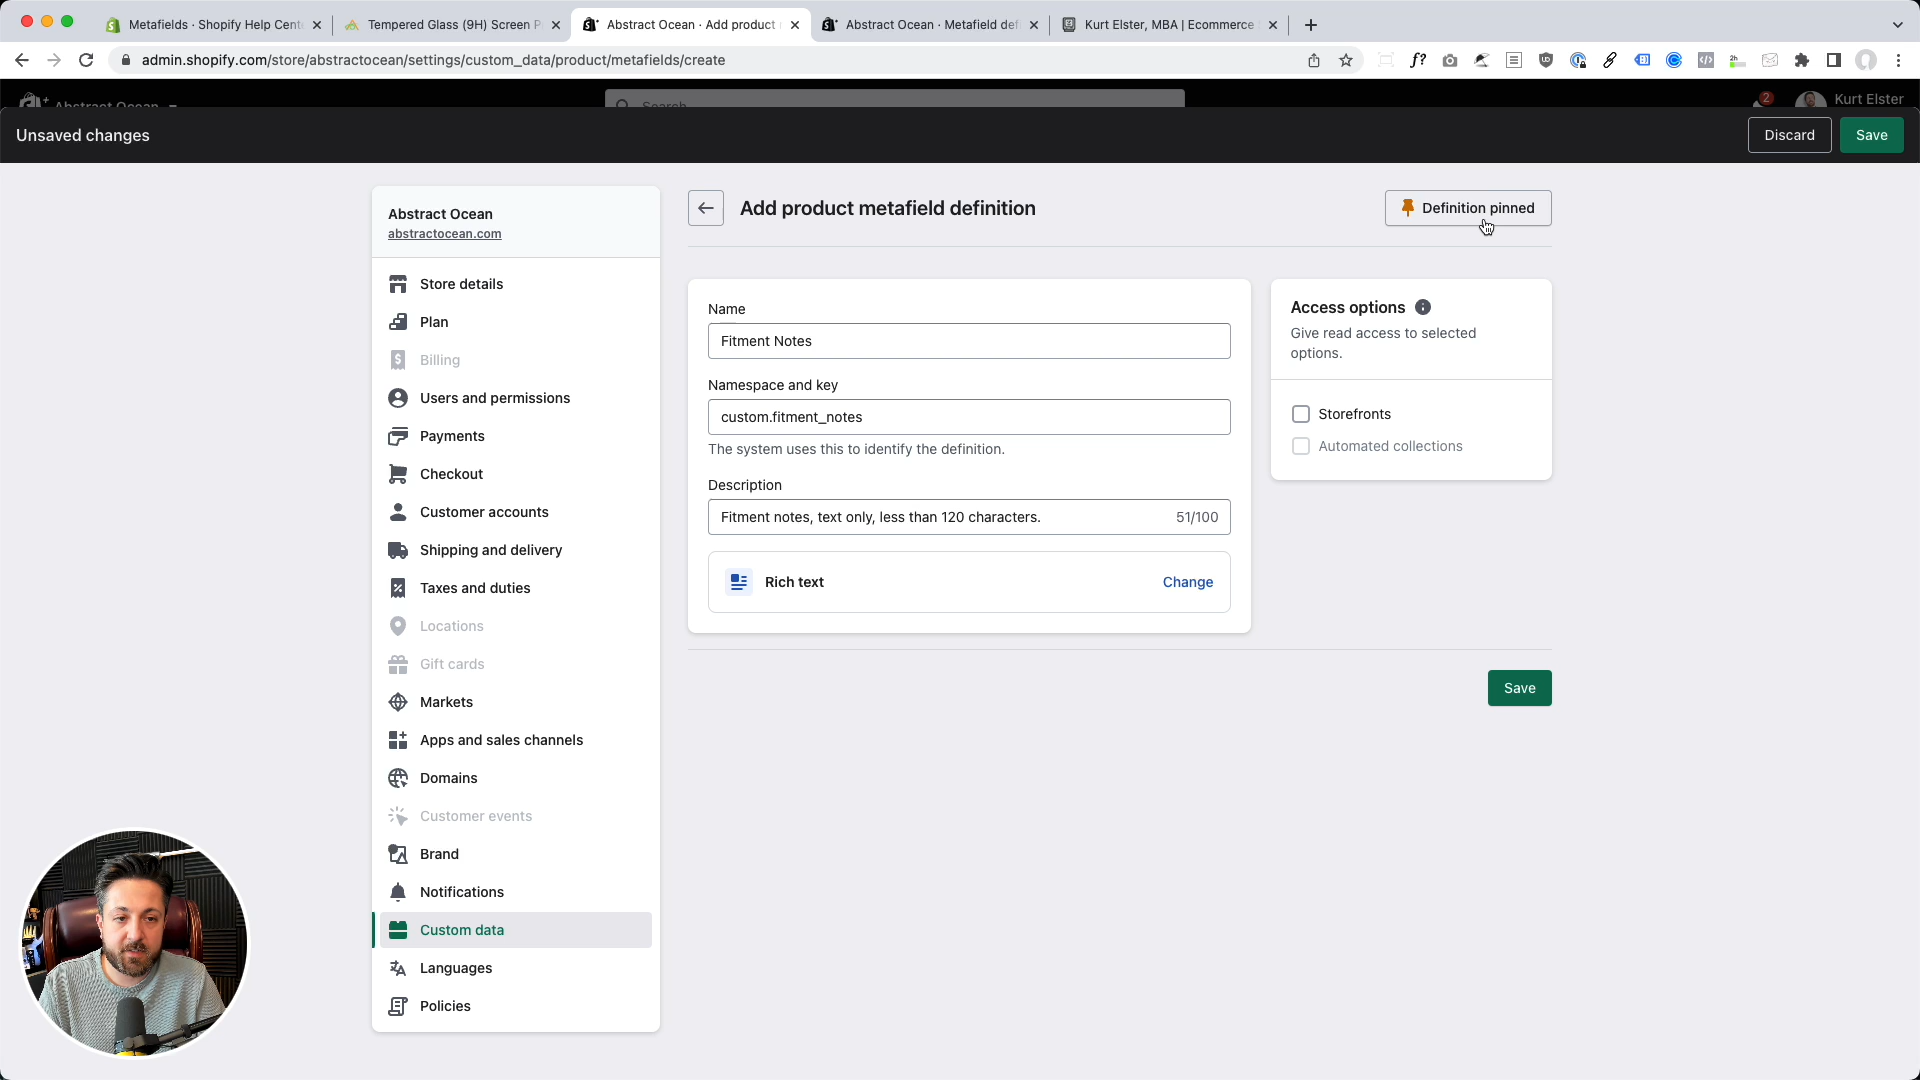 Metafields · Shopify Help Cent
Tempered Glass (9H) Screen P
Abstract Ocean · Add product
Abstract Ocean · Metafield def
Kurt Elster, MBA | Ecommerce
admin.shopify.com/store/abstractocean/settings/custom_data/product/metafields/create
Abstract Ocean
Search
2
Kurt Elster
Unsaved changes
Discard
Save
Abstract Ocean
abstractocean.com
Store details
Plan
Billing
Users and permissions
Payments
Checkout
Customer accounts
Shipping and delivery
Taxes and duties
Locations
Gift cards
Markets
Apps and sales channels
Domains
Customer events
Brand
Notifications
Custom data
Languages
Policies
Add product metafield definition
Definition pinned
Name
Fitment Notes
Namespace and key
custom.fitment_notes
The system uses this to identify the definition.
Description
Fitment notes, text only, less than 120 characters.
51/100
Rich text
Change
Access options
Give read access to selected
options.
Storefronts
Automated collections
Save